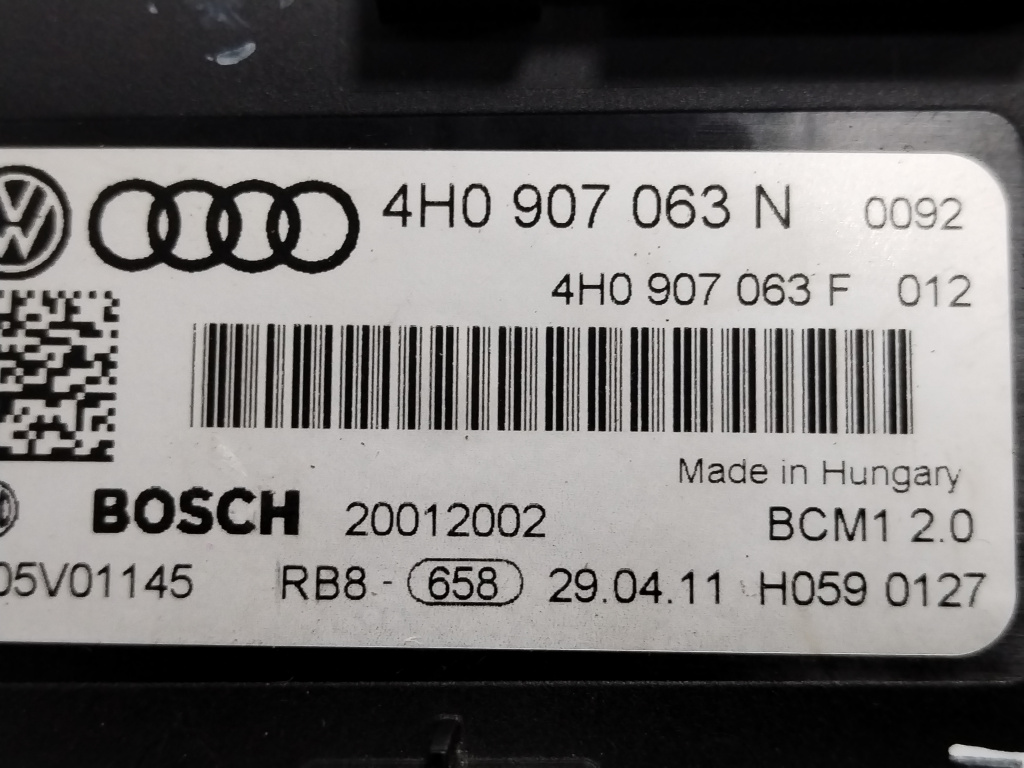 4H0 907 063 N 0092
4H0 907 063 F 012
Made in Hungary
BOSCH 20012002 BCM1 2.0
05V01145 RB8 - 658 29.04.11 H059 0127